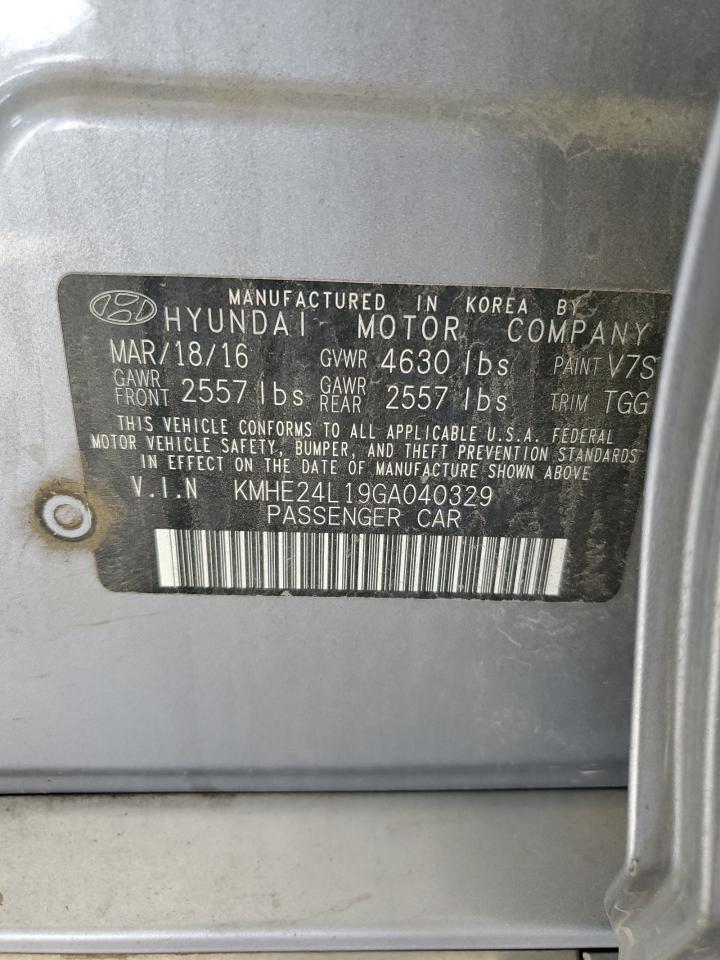 MANUFACTURED IN KOREA BY
HYUNDAI MOTOR COMPANY
MAR/18/16 GVWR 4630 lbs PAINT V7S
GAWR FRONT 2557 lbs GAWR REAR 2557 lbs TRIM TGG
THIS VEHICLE CONFORMS TO ALL APPLICABLE U.S.A. FEDERAL
MOTOR VEHICLE SAFETY, BUMPER, AND THEFT PREVENTION STANDARDS
IN EFFECT ON THE DATE OF MANUFACTURE SHOWN ABOVE
V.I.N KMHE24L19GA040329
PASSENGER CAR